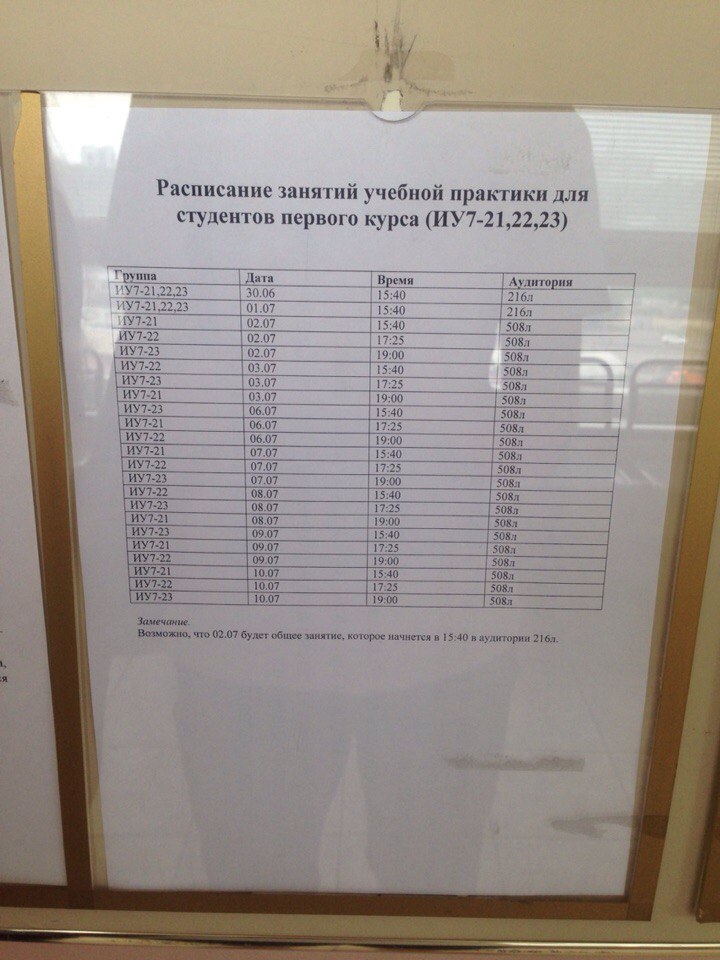 Расписание занятий учебной практики для
студентов первого курса (ИУ7-21,22,23)
Группа Дата Время Аудитория
ИУ7-21,22,23 30.06 15:40 216л
ИУ7-21,22,23 01.07 15:40 216л
ИУ7-21 02.07 15:40 508л
ИУ7-22 02.07 17:25 508л
ИУ7-23 02.07 19:00 508л
ИУ7-22 03.07 15:40 508л
ИУ7-23 03.07 17:25 508л
ИУ7-21 03.07 19:00 508л
ИУ7-23 06.07 15:40 508л
ИУ7-21 06.07 17:25 508л
ИУ7-22 06.07 19:00 508л
ИУ7-21 07.07 15:40 508л
ИУ7-22 07.07 17:25 508л
ИУ7-23 07.07 19:00 508л
ИУ7-22 08.07 15:40 508л
ИУ7-23 08.07 17:25 508л
ИУ7-21 08.07 19:00 508л
ИУ7-23 09.07 15:40 508л
ИУ7-21 09.07 17:25 508л
ИУ7-22 09.07 19:00 508л
ИУ7-21 10.07 15:40 508л
ИУ7-22 10.07 17:25 508л
ИУ7-23 10.07 19:00 508л
Замечание
Возможно, что 02.07 будет общее занятие, которое начнется в 15:40 в аудитории 216л.